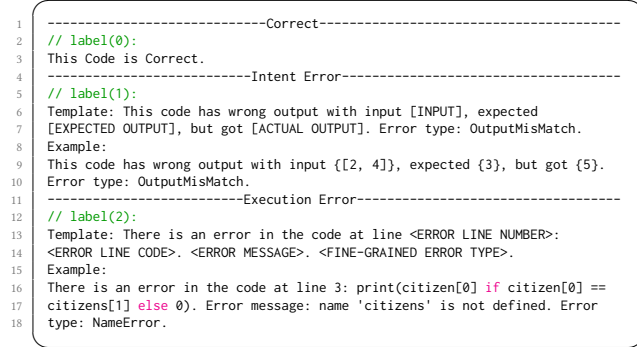 1 -----------------------------Correct----------------------------------------
2 // label(0):
3 This Code is Correct.
4 ---------------------------Intent Error-------------------------------------
5 // label(1):
6 Template: This code has wrong output with input [INPUT], expected
7 [EXPECTED OUTPUT], but got [ACTUAL OUTPUT]. Error type: OutputMisMatch.
8 Example:
9 This code has wrong output with input {[2, 4]}, expected {3}, but got {5}.
10 Error type: OutputMisMatch.
11 --------------------------Execution Error-----------------------------------
12 // label(2):
13 Template: There is an error in the code at line <ERROR LINE NUMBER>:
14 <ERROR LINE CODE>. <ERROR MESSAGE>. <FINE-GRAINED ERROR TYPE>.
15 Example:
16 There is an error in the code at line 3: print(citizen[0] if citizen[0] ==
17 citizens[1] else 0). Error message: name 'citizens' is not defined. Error
18 type: NameError.